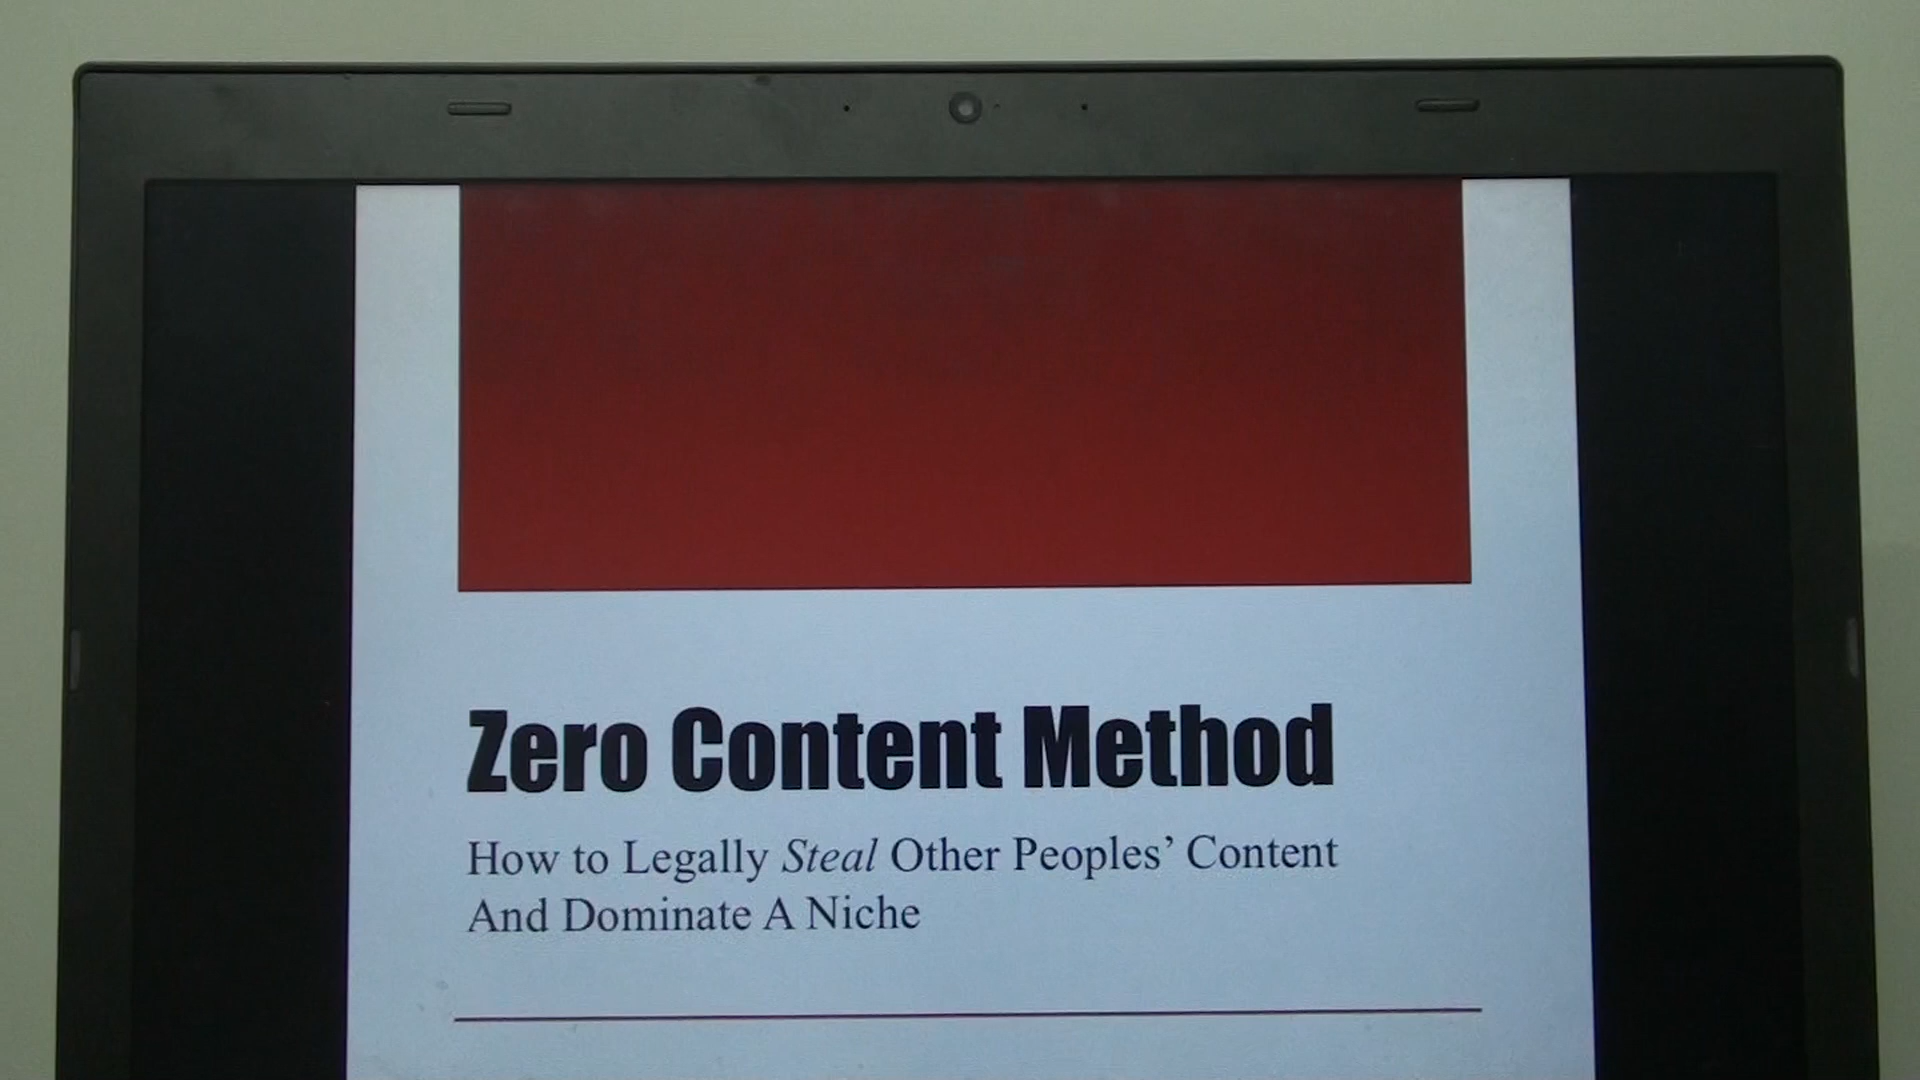 Zero Content Method
How to Legally Steal Other Peoples’ Content
And Dominate A Niche